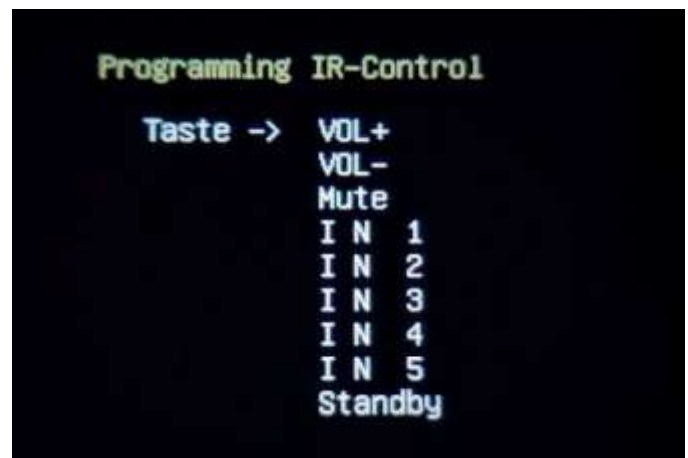 Programming IR-Control
Taste -> VOL+
VOL-
Mute
I N 1
I N 2
I N 3
I N 4
I N 5
Standby